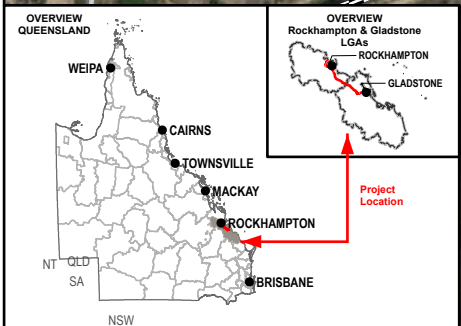 OVERVIEW
QUEENSLAND
WEIPA
CAIRNS
TOWNSVILLE
MACKAY
ROCKHAMPTON
BRISBANE
NT
QLD
SA
NSW
OVERVIEW
Rockhampton & Gladstone
LGAs
ROCKHAMPTON
GLADSTONE
Project
Location